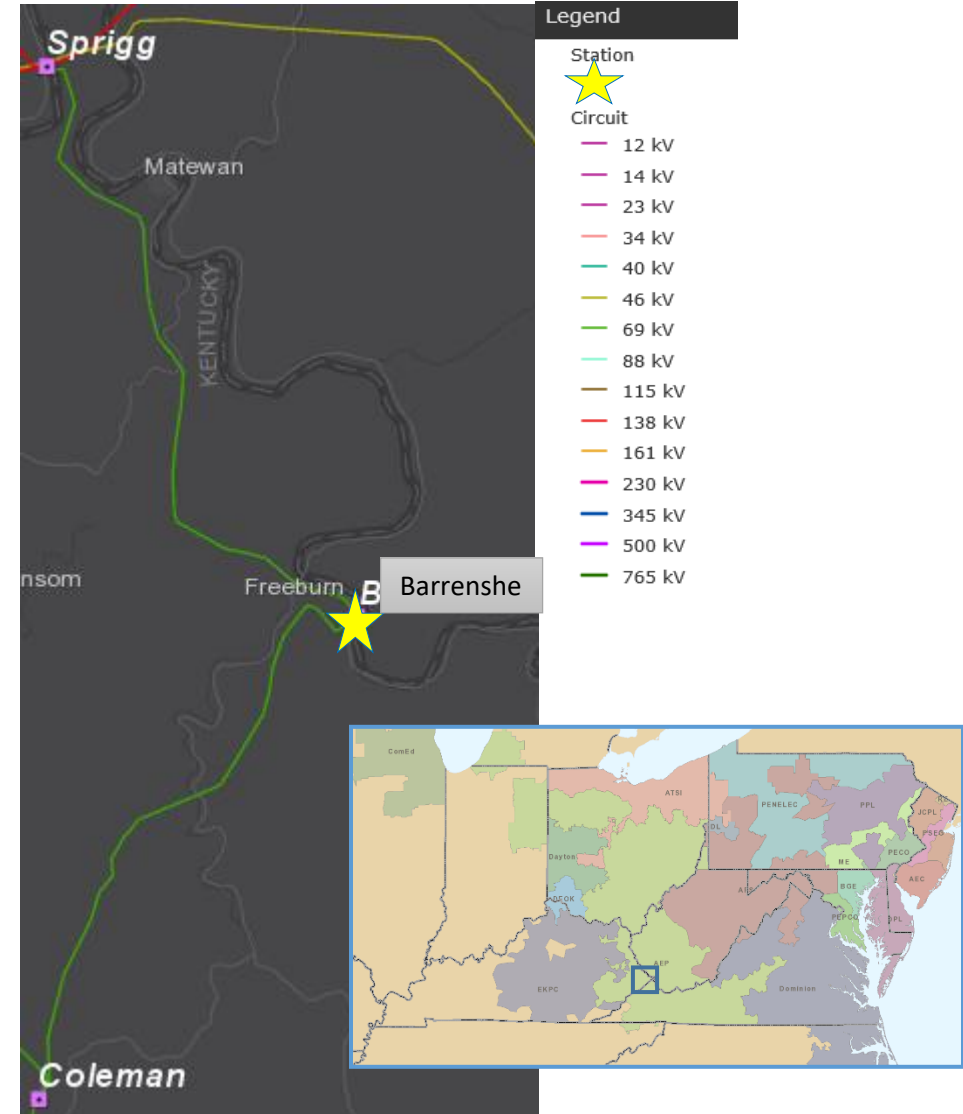 Sprigg
Matewan
KENTUCKY
nsom
Freeburn
B
Barrenshe
Coleman
Legend
Station
Circuit
12 kV
14 kV
23 kV
34 kV
40 kV
46 kV
69 kV
88 kV
115 kV
138 kV
161 kV
230 kV
345 kV
500 kV
765 kV
ComEd
ATSI
PENELEC
PPL
JCPL
PSEG
DL
Dayton
ME
PECO
AEC
BGE
DEOK
PEPCO
DPL
AEP
EKPC
Dominion